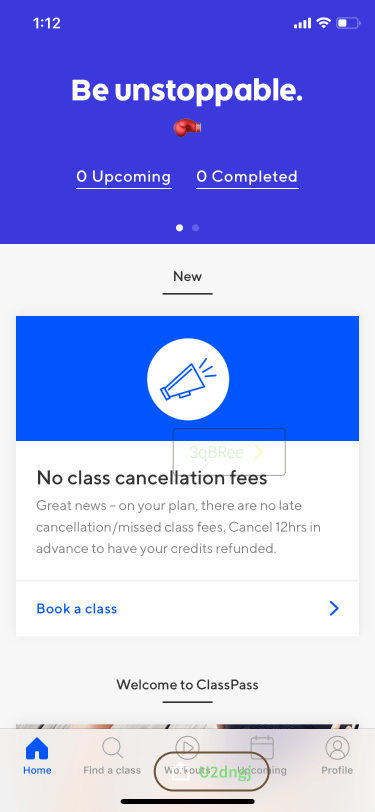 1:12
Be unstoppable.
0 Upcoming 0 Completed
New
3qBRee
No class cancellation fees
Great news – on your plan, there are no late
cancellation/missed class fees. Cancel 12hrs in
advance to have your credits refunded.
Book a class
Welcome to ClassPass
02dngj
Home Find a class Workouts Upcoming Profile